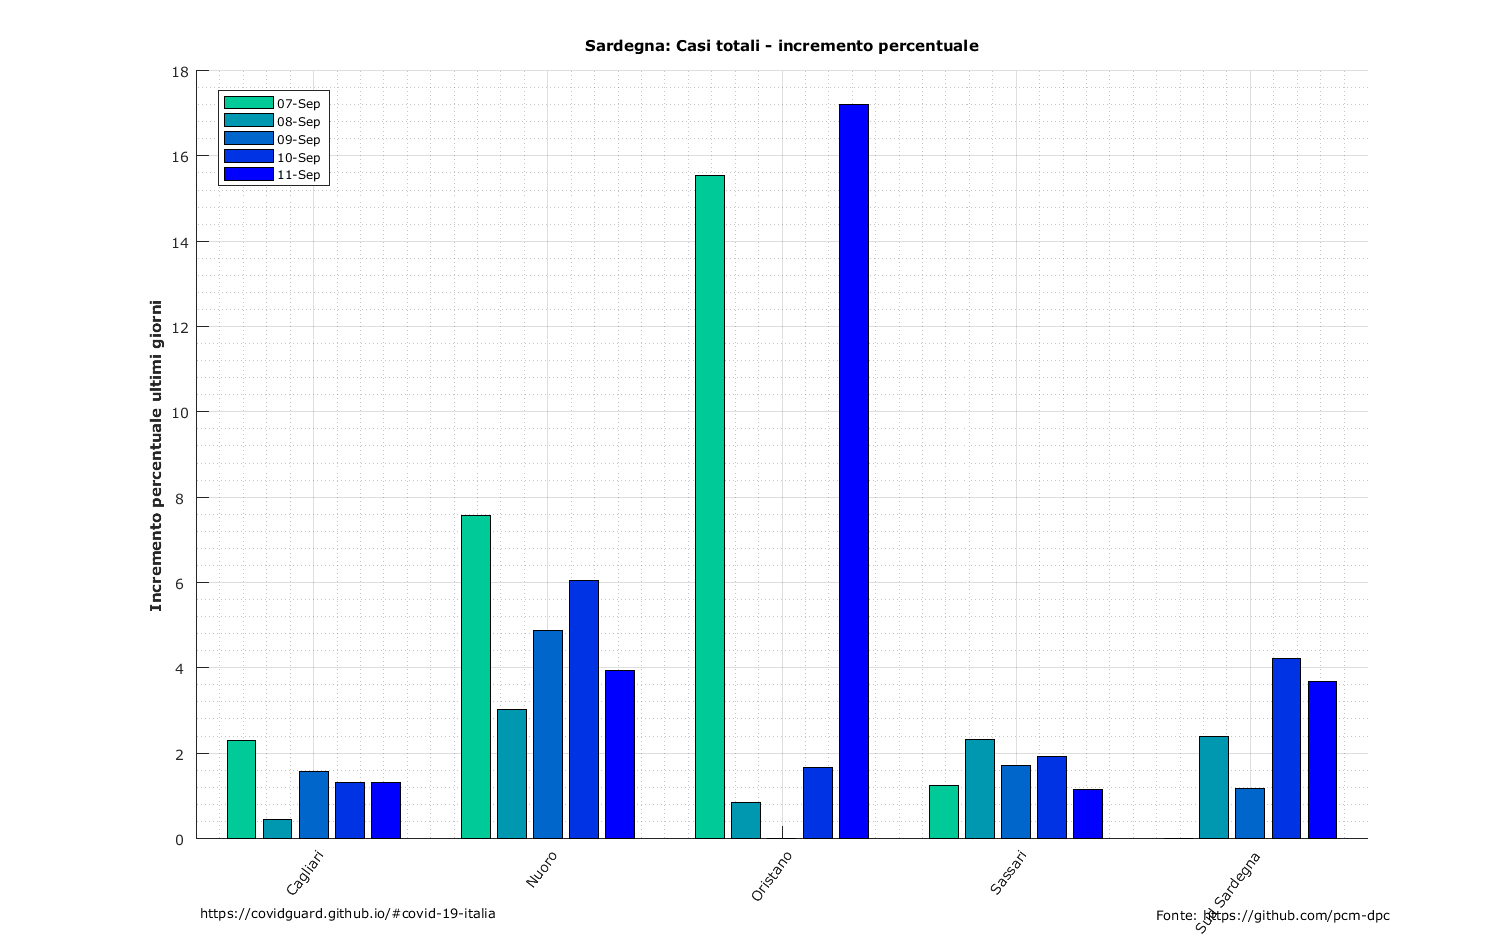 Sardegna: Casi totali - incremento percentuale
18
16
14
12
10
8
6
4
2
0
Incremento percentuale ultimi giorni
07-Sep
08-Sep
09-Sep
10-Sep
11-Sep
Cagliari
Nuoro
Oristano
Sassari
Sud Sardegna
https://covidguard.github.io/#covid-19-italia
Fonte: https://github.com/pcm-dpc